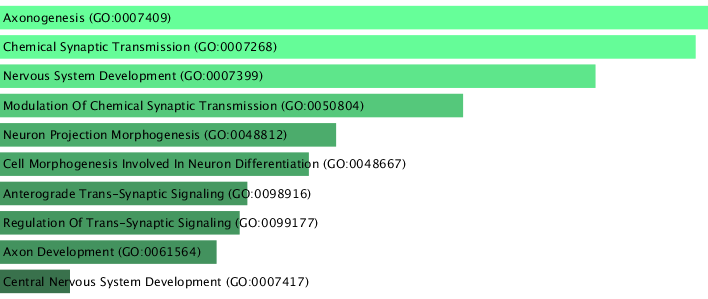 Axonogenesis (GO:0007409)
Chemical Synaptic Transmission (GO:0007268)
Nervous System Development (GO:0007399)
Modulation Of Chemical Synaptic Transmission (GO:0050804)
Neuron Projection Morphogenesis (GO:0048812)
Cell Morphogenesis Involved In Neuron Differentiation (GO:0048667)
Anterograde Trans-Synaptic Signaling (GO:0098916)
Regulation Of Trans-Synaptic Signaling (GO:0099177)
Axon Development (GO:0061564)
Central Nervous System Development (GO:0007417)